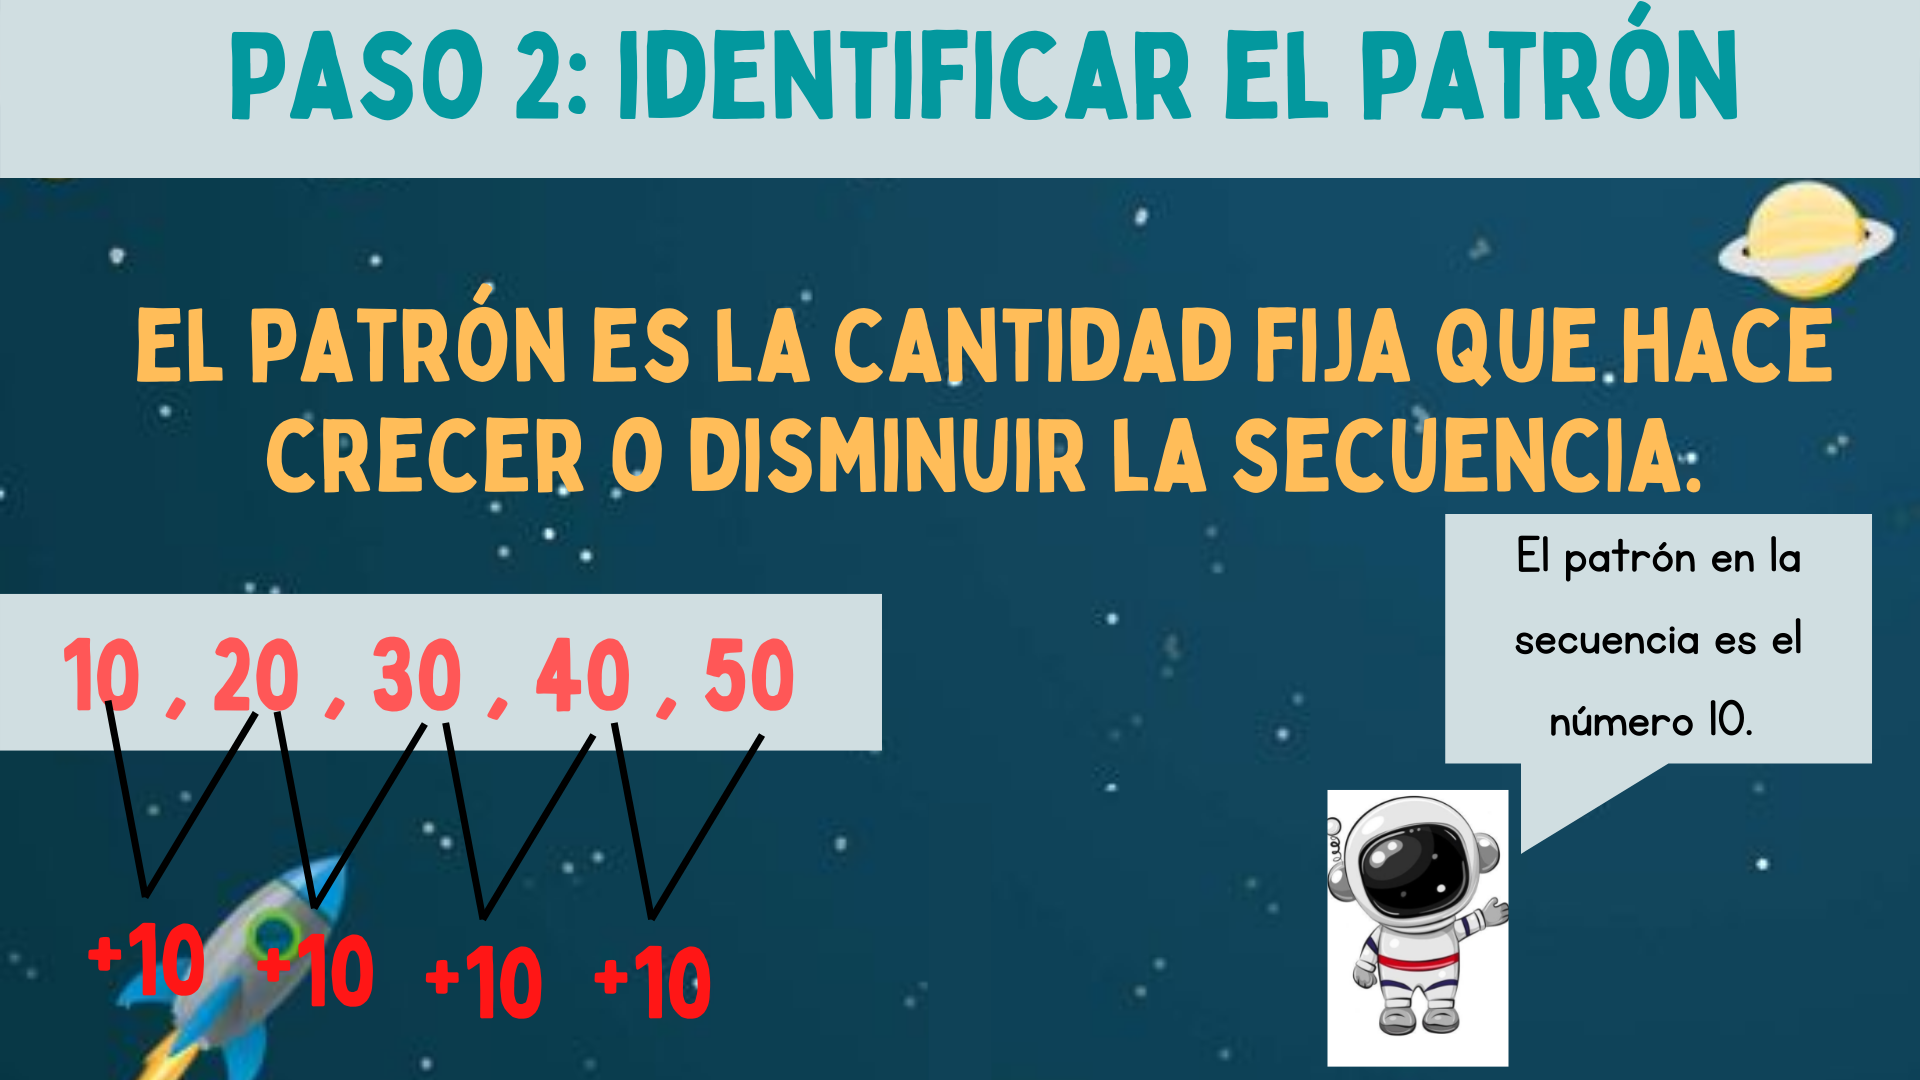 PASO 2: IDENTIFICAR EL PATRÓN
EL PATRÓN ES LA CANTIDAD FIJA QUE HACE
CRECER O DISMINUIR LA SECUENCIA.
El patrón en la
secuencia es el
número 10.
10 , 20 , 30 , 40 , 50
+10 +10 +10 +10